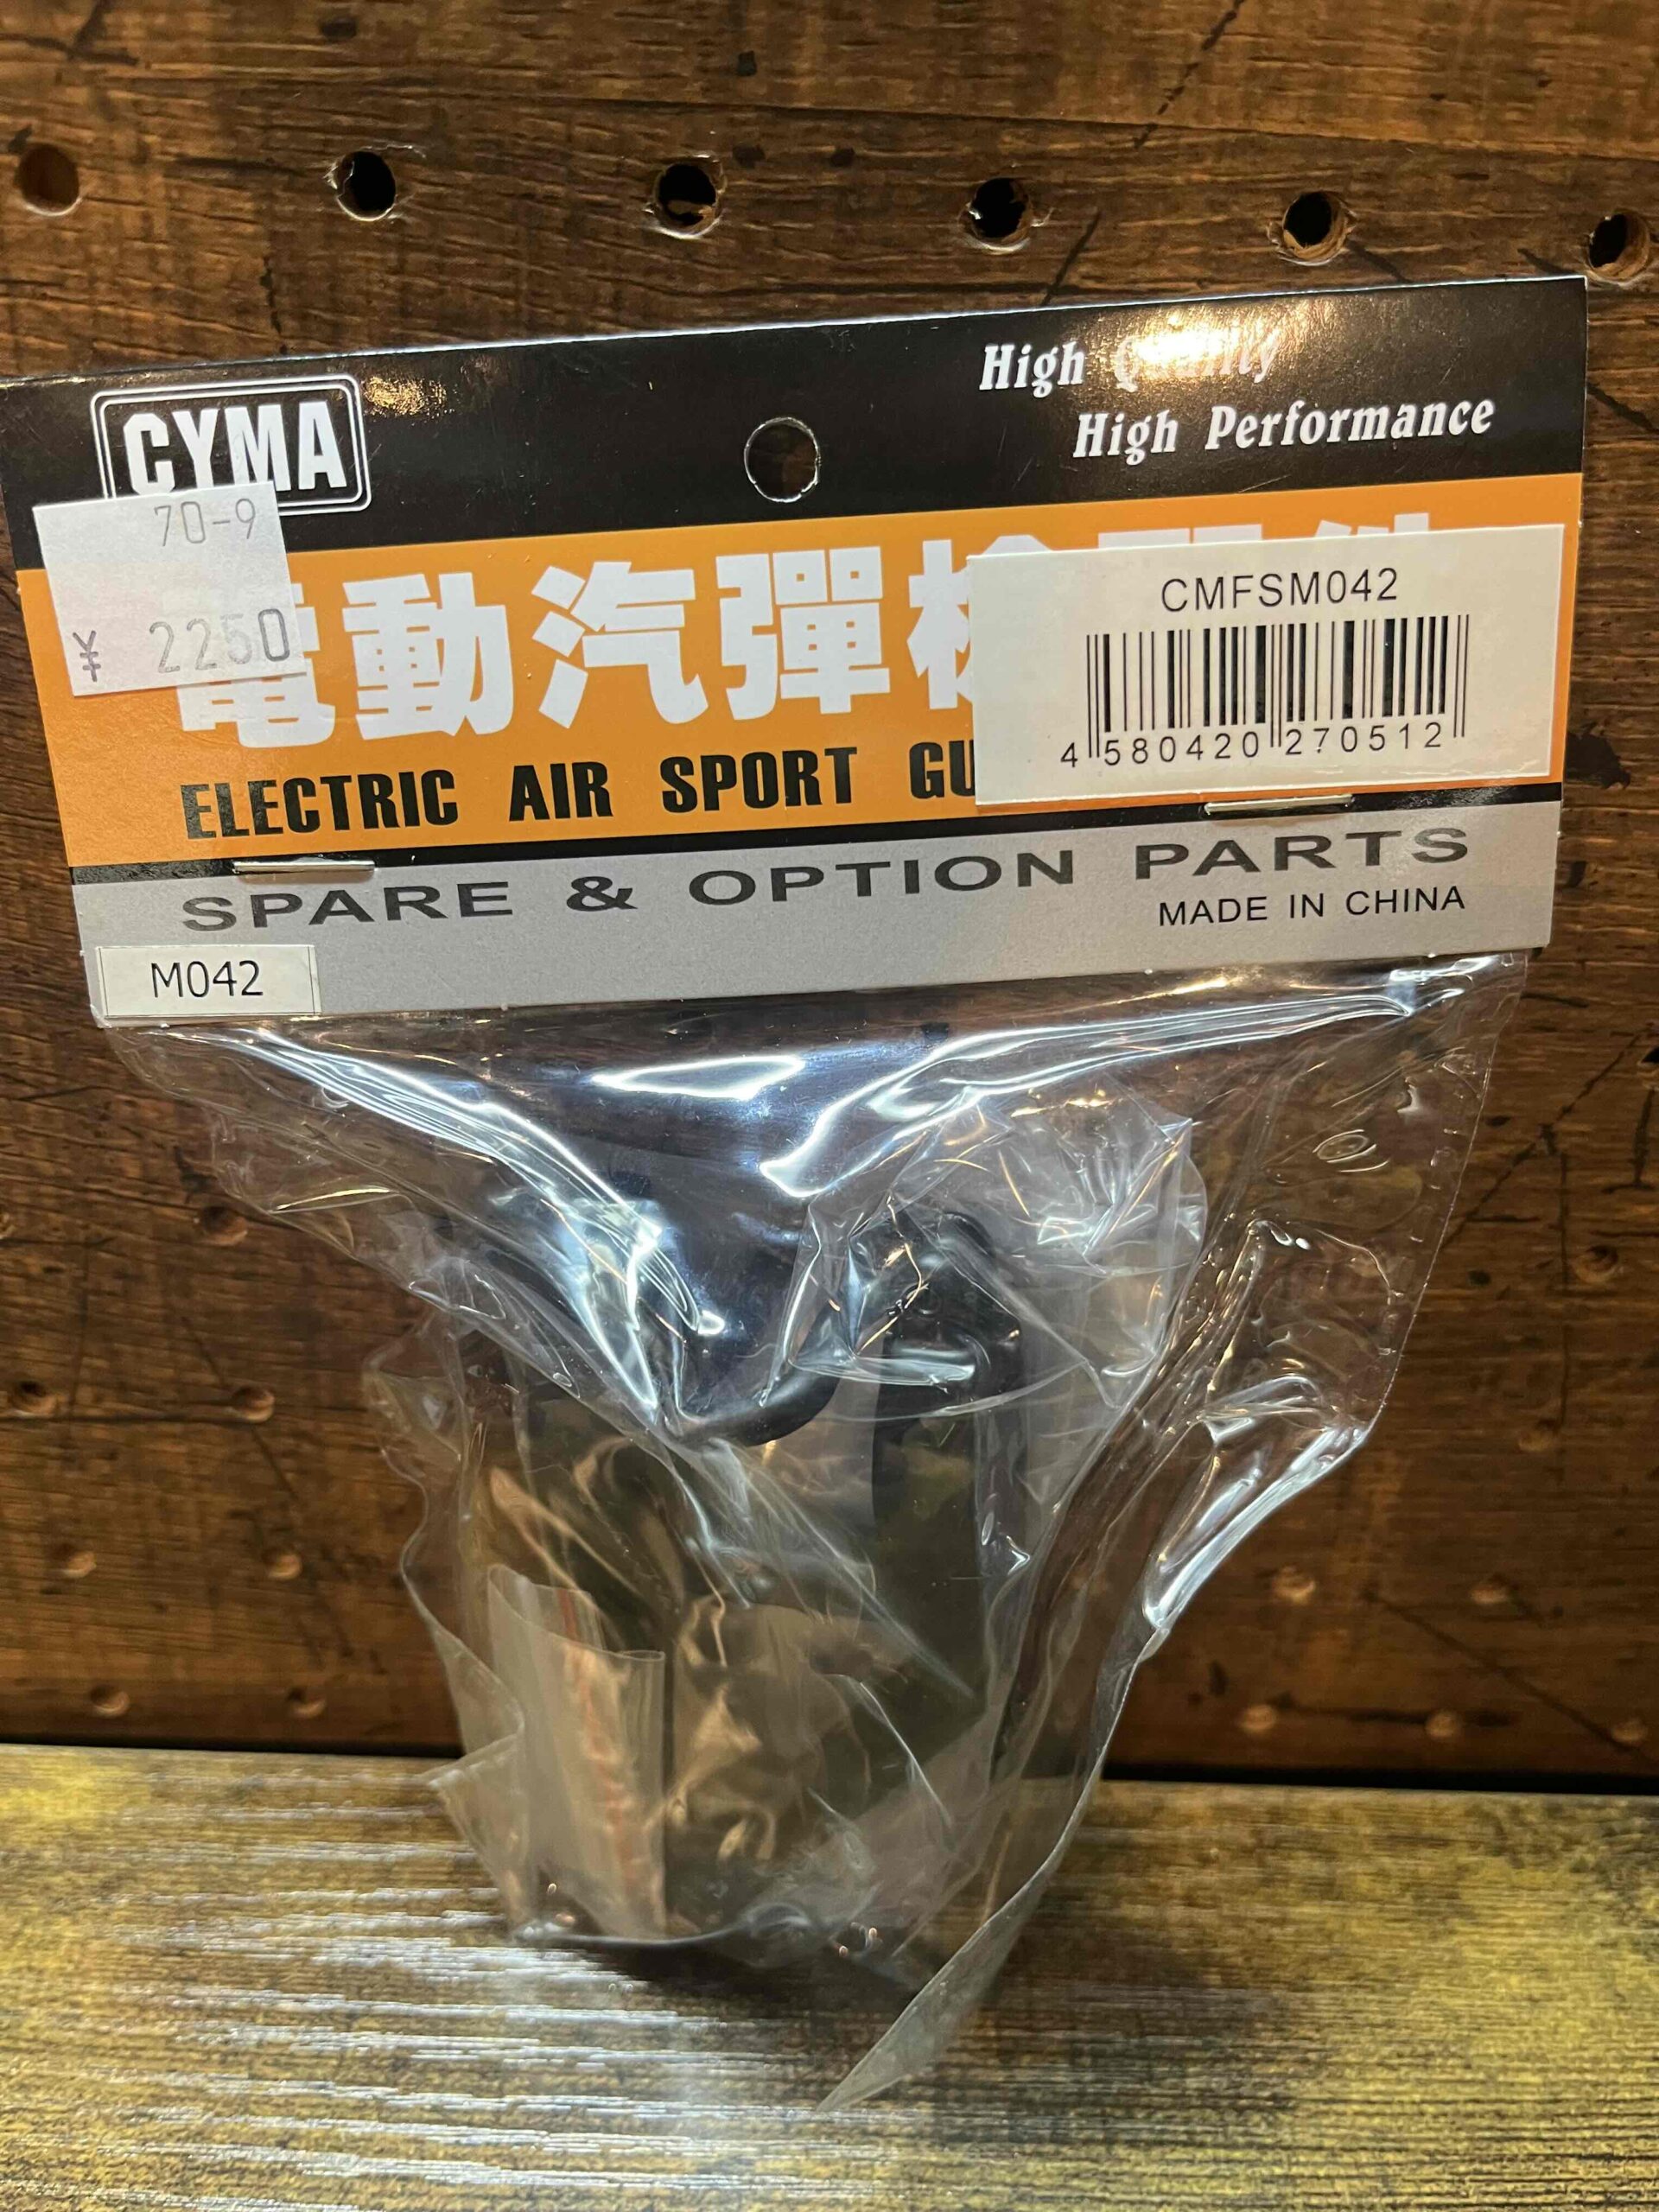 CYMA
High Quality
High Performance
70-9
¥ 2250
電動汽彈槍
CMFSM042
4 580420 270512
ELECTRIC AIR SPORT GU
SPARE & OPTION PARTS
MADE IN CHINA
M042